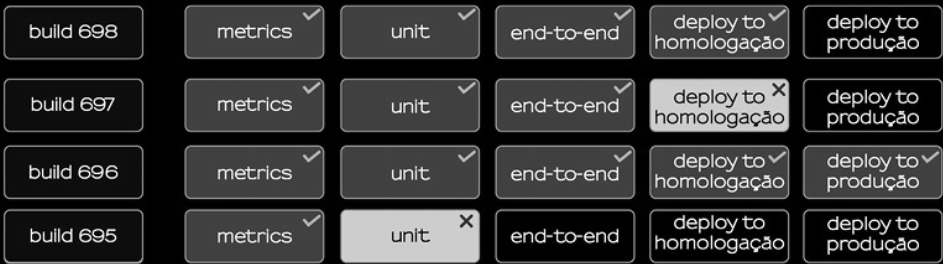 build 698 metrics unit end-to-end deploy to homologação deploy to produção
build 697 metrics unit end-to-end deploy to homologação deploy to produção
build 696 metrics unit end-to-end deploy to homologação deploy to produção
build 695 metrics unit end-to-end deploy to homologação deploy to produção